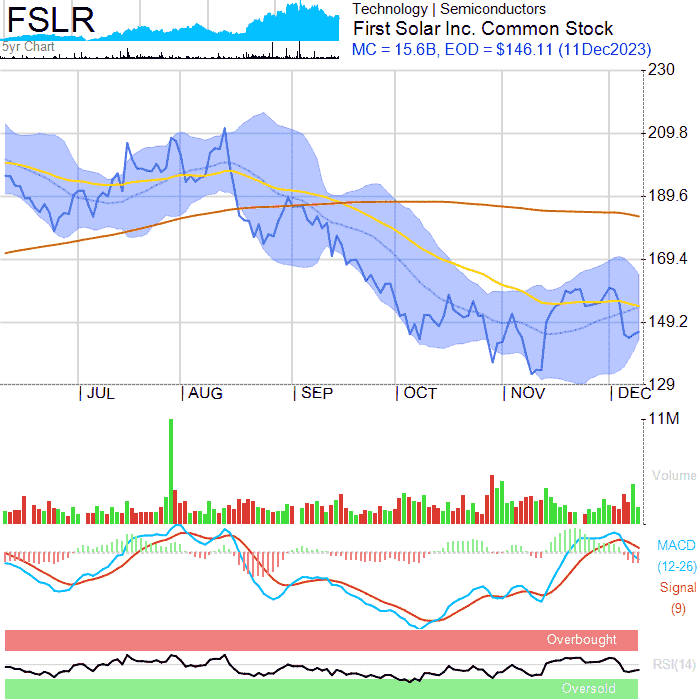 FSLR
5yr Chart
Technology | Semiconductors
First Solar Inc. Common Stock
MC = 15.6B, EOD = $146.11 (11Dec2023)
230
209.8
189.6
169.4
149.2
129
JUL
AUG
SEP
OCT
NOV
DEC
11M
Volume
MACD
(12-26)
Signal
(9)
Overbought
RSI(14)
Oversold